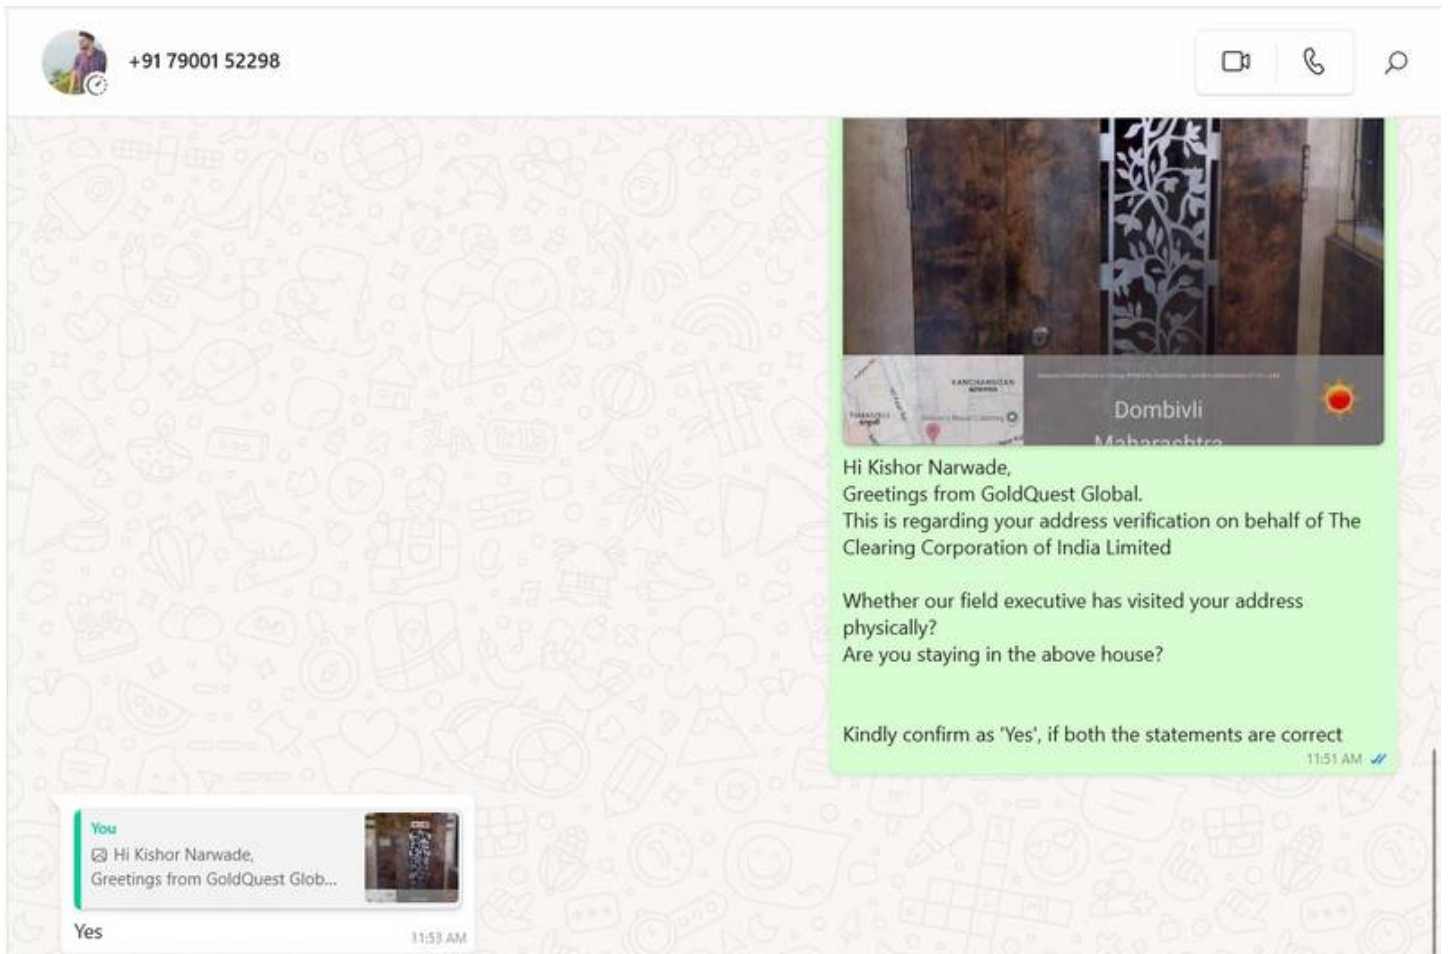 +91 79001 52298
KANCHANGAON
Dombivli
Maharashtra
Hi Kishor Narwade,
Greetings from GoldQuest Global.
This is regarding your address verification on behalf of The
Clearing Corporation of India Limited
Whether our field executive has visited your address
physically?
Are you staying in the above house?
Kindly confirm as 'Yes', if both the statements are correct
11:51 AM
You
Hi Kishor Narwade,
Greetings from GoldQuest Glob...
Yes
11:53 AM